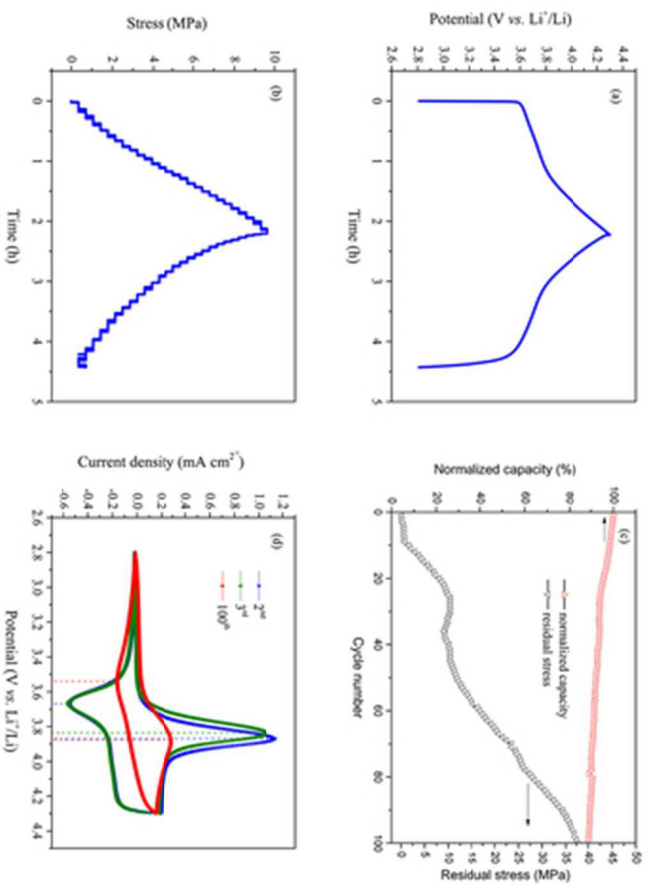 (a)
Potential (V vs. Li⁺/Li)
4.4
4.2
4.0
3.8
3.6
3.4
3.2
3.0
2.8
2.6
0 1 2 3 4 5
Time (h)
(b)
Stress (MPa)
10
8
6
4
2
0
0 1 2 3 4 5
Time (h)
(c)
Normalized capacity (%)
100
80
60
40
20
0
normalized capacity
residual stress
0 20 40 60 80 100
Cycle number
50
45
40
35
30
25
20
15
10
5
0
Residual stress (MPa)
(d)
Current density (mA cm²⁻)
1.2
1.0
0.8
0.6
0.4
0.2
0.0
-0.2
-0.4
-0.6
2ⁿᵈ
3ʳᵈ
100ᵗʰ
2.6 2.8 3.0 3.2 3.4 3.6 3.8 4.0 4.2 4.4
Potential (V vs. Li⁺/Li)